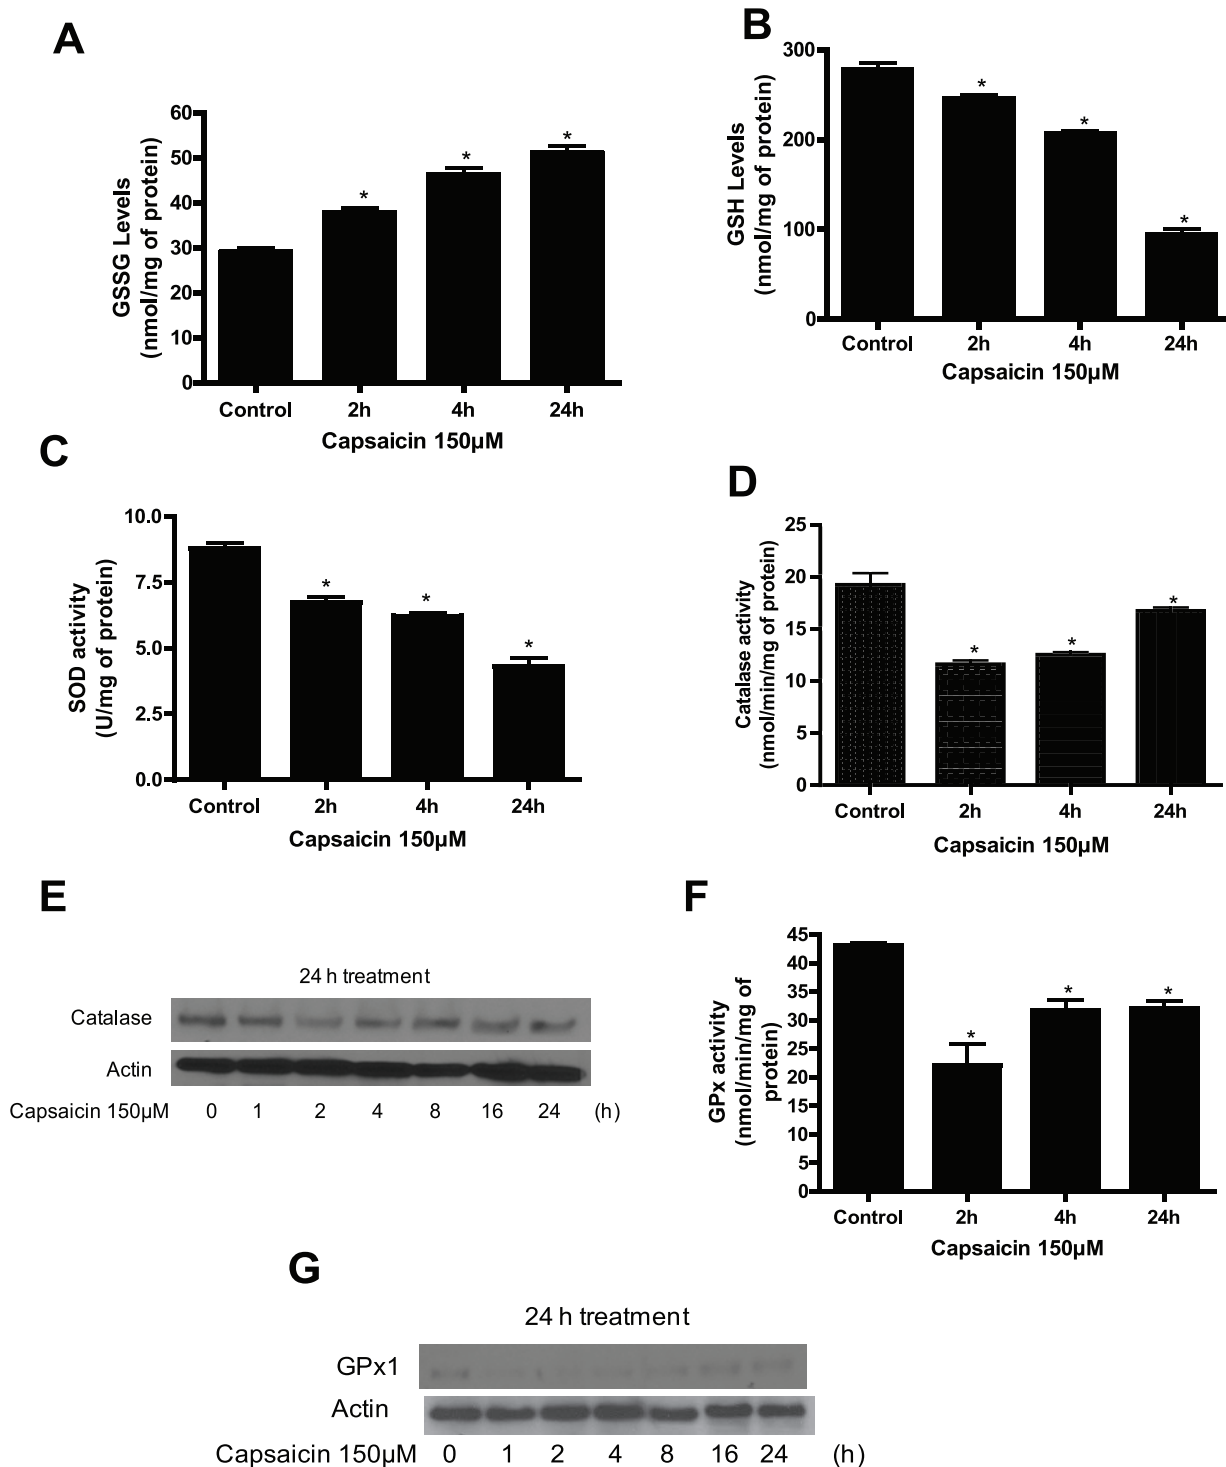 A
GSSG Levels
(nmol/mg of protein)
60
50
40
30
20
10
0
Control 2h 4h 24h
* * *
Capsaicin 150µM
B
GSH Levels
(nmol/mg of protein)
300
200
100
0
Control 2h 4h 24h
* * *
Capsaicin 150µM
C
SOD activity
(U/mg of protein)
10.0
7.5
5.0
2.5
0.0
Control 2h 4h 24h
* * *
Capsaicin 150µM
D
Catalase activity
(nmol/min/mg of protein)
25
20
15
10
5
0
Control 2h 4h 24h
* * *
Capsaicin 150µM
E
24 h treatment
Catalase
Actin
Capsaicin 150µM 0 1 2 4 8 16 24 (h)
F
GPx activity
(nmol/min/mg of
protein)
45
40
35
30
25
20
15
10
5
0
Control 2h 4h 24h
* * *
Capsaicin 150µM
G
24 h treatment
GPx1
Actin
Capsaicin 150µM 0 1 2 4 8 16 24 (h)